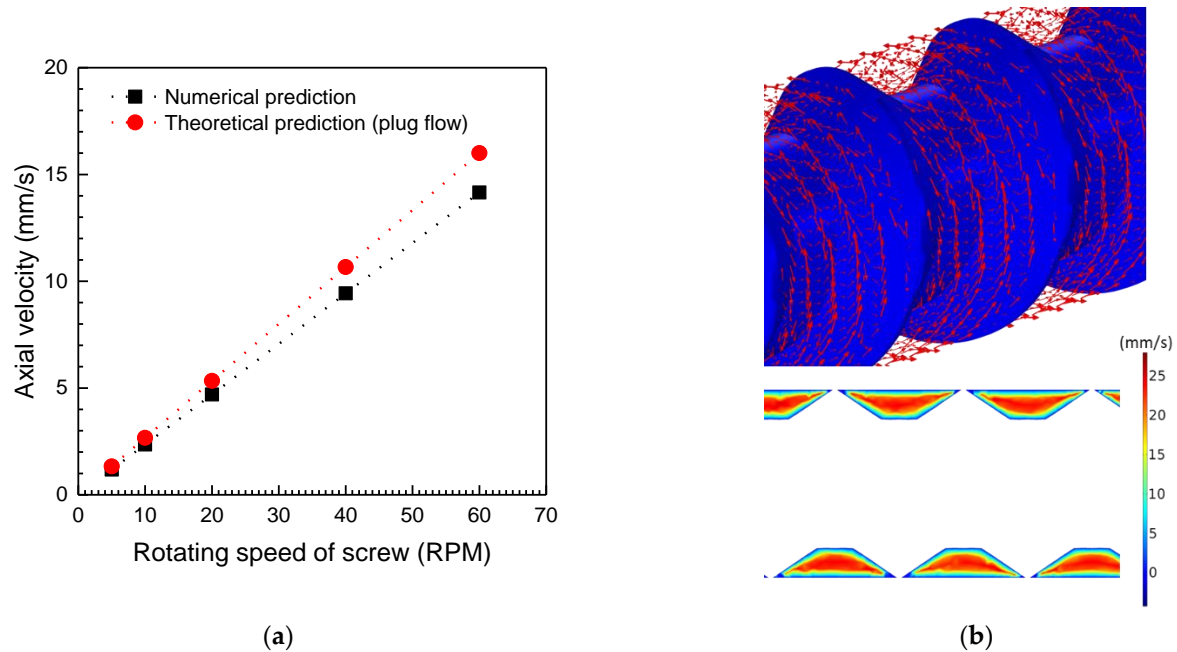 20
15
10
5
0
Axial velocity (mm/s)
Numerical prediction
Theoretical prediction (plug flow)
0 10 20 30 40 50 60 70
Rotating speed of screw (RPM)
(a)
(mm/s)
25
20
15
10
5
0
(b)